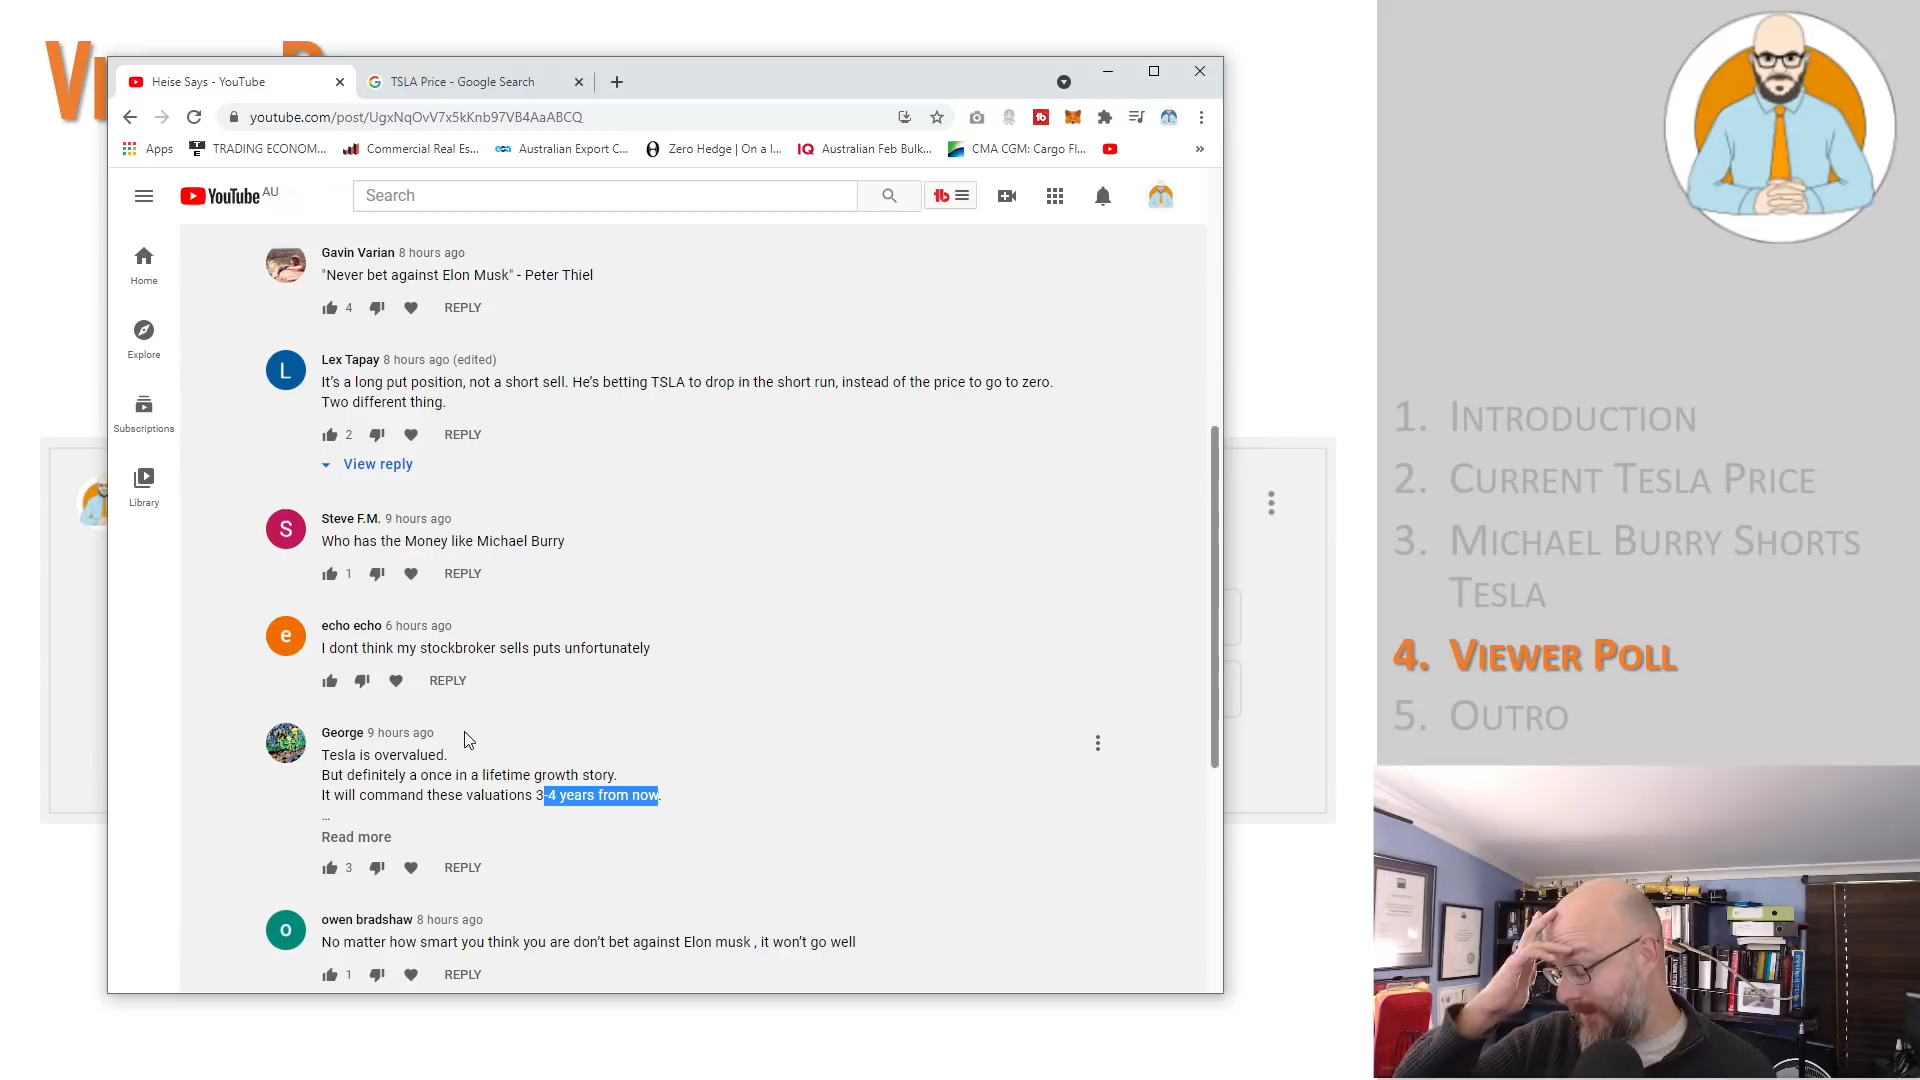 Heise Says - YouTube
TSLA Price - Google Search
youtube.com/post/UgxNqOvV7x5kKnb97VB4AaABCQ
Apps
TRADING ECONOM...
Commercial Real Es...
Australian Export C...
Zero Hedge | On a l...
Australian Feb Bulk...
CMA CGM: Cargo Fl...
YouTube AU
Search
Home
Explore
Subscriptions
Library
Gavin Varian 8 hours ago
"Never bet against Elon Musk" - Peter Thiel
4 REPLY
Lex Tapay 8 hours ago (edited)
It's a long put position, not a short sell. He's betting TSLA to drop in the short run, instead of the price to go to zero.
Two different thing.
2 REPLY
View reply
S
Steve F.M. 9 hours ago
Who has the Money like Michael Burry
1 REPLY
e
echo echo 6 hours ago
I dont think my stockbroker sells puts unfortunately
REPLY
George 9 hours ago
Tesla is overvalued.
But definitely a once in a lifetime growth story.
It will command these valuations 3-4 years from now.
...
Read more
3 REPLY
o
owen bradshaw 8 hours ago
No matter how smart you think you are don't bet against Elon musk , it won't go well
1 REPLY
1. INTRODUCTION
2. CURRENT TESLA PRICE
3. MICHAEL BURRY SHORTS
TESLA
4. VIEWER POLL
5. OUTRO